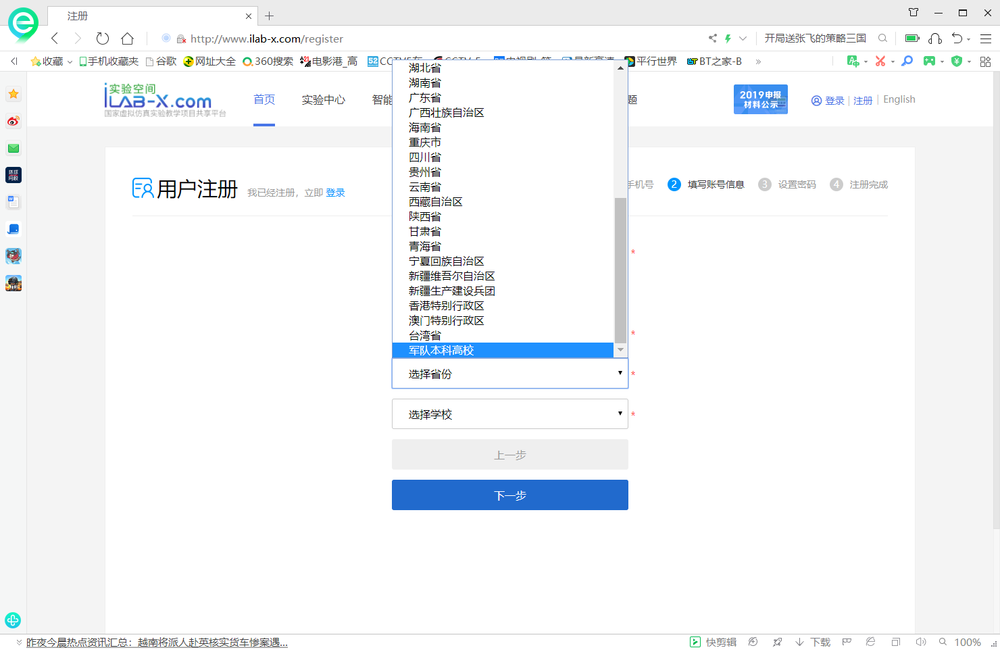 注册
http://www.ilab-x.com/register
开局送张飞的策略三国
收藏
手机收藏夹
谷歌
网址大全
360搜索
电影港_高
平行世界
BT之家-B
»
实验空间
iLAB-X.com
国家虚拟仿真实验教学项目共享平台
首页
实验中心
智能
题
2019申报
材料公示
登录 | 注册 | English
用户注册
我已经注册，立即 登录
手机号
2 填写账号信息
3 设置密码
4 注册完成
湖北省
湖南省
广东省
广西壮族自治区
海南省
重庆市
四川省
贵州省
云南省
西藏自治区
陕西省
甘肃省
青海省
宁夏回族自治区
新疆维吾尔自治区
新疆生产建设兵团
香港特别行政区
澳门特别行政区
台湾省
军队本科高校
*
*
选择省份
*
选择学校
*
上一步
下一步
昨夜今晨热点资讯汇总：越南将派人赴英核实货车惨案遇...
快剪辑
下载
100%